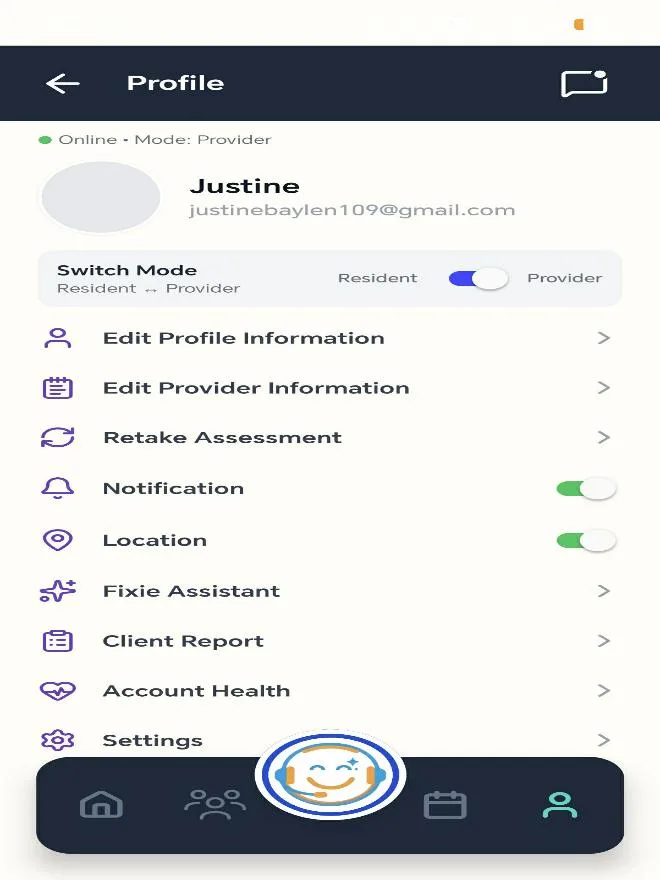 Profile
Online • Mode: Provider
Justine
justinebaylen109@gmail.com
Switch Mode
Resident ↔ Provider
Resident
Provider
Edit Profile Information
Edit Provider Information
Retake Assessment
Notification
Location
Fixie Assistant
Client Report
Account Health
Settings